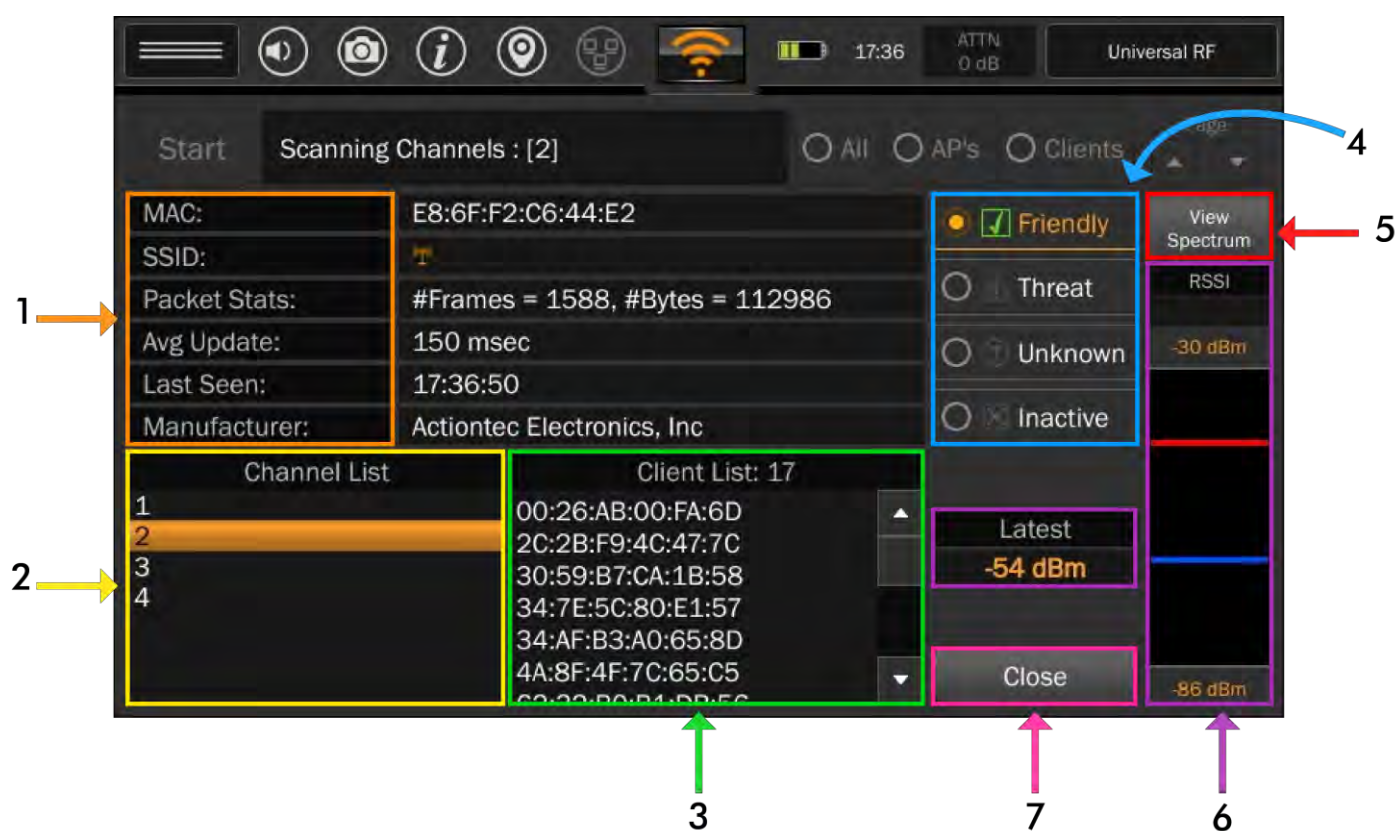 17:36
ATTN
0 dB
Universal RF
Start
Scanning Channels : [2]
All
AP's
Clients
4
MAC:
E8:6F:F2:C6:44:E2
Friendly
View
Spectrum
5
SSID:
Packet Stats:
#Frames = 1588, #Bytes = 112986
Threat
RSSI
1
Avg Update:
150 msec
Unknown
-30 dBm
Last Seen:
17:36:50
Manufacturer:
Actiontec Electronics, Inc
Inactive
Channel List
Client List: 17
1
2
3
4
2
00:26:AB:00:FA:6D
2C:2B:F9:4C:47:7C
30:59:B7:CA:1B:58
34:7E:5C:80:E1:57
34:AF:B3:A0:65:8D
4A:8F:4F:7C:65:C5
Latest
-54 dBm
Close
-86 dBm
3
7
6